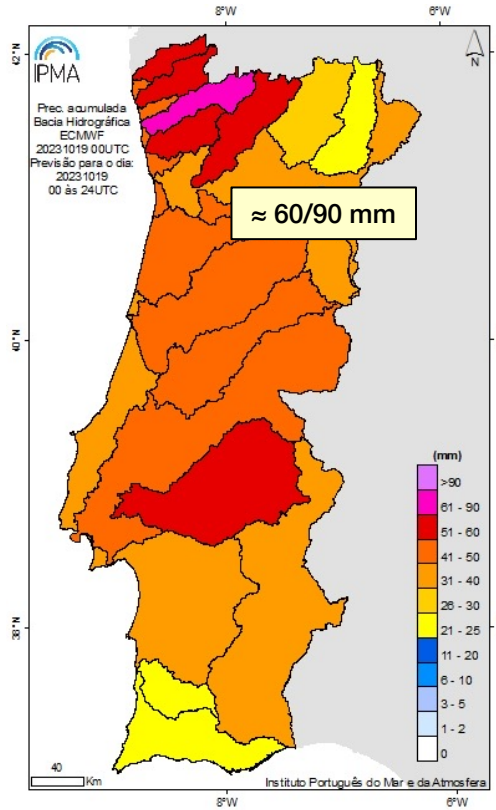 8°W
6°W
42°N
IPMA
N
Prec. acumulada
Bacia Hidrográfica
ECMWF
20231019 00UTC
Previsão para o dia:
20231019
00 às 24UTC
≈ 60/90 mm
40°N
(mm)
>90
61 - 90
51 - 60
41 - 50
31 - 40
26 - 30
21 - 25
11 - 20
6 - 10
3 - 5
1 - 2
0
38°N
40
Km
Instituto Português do Mar e da Atmosfera
8°W
6°W